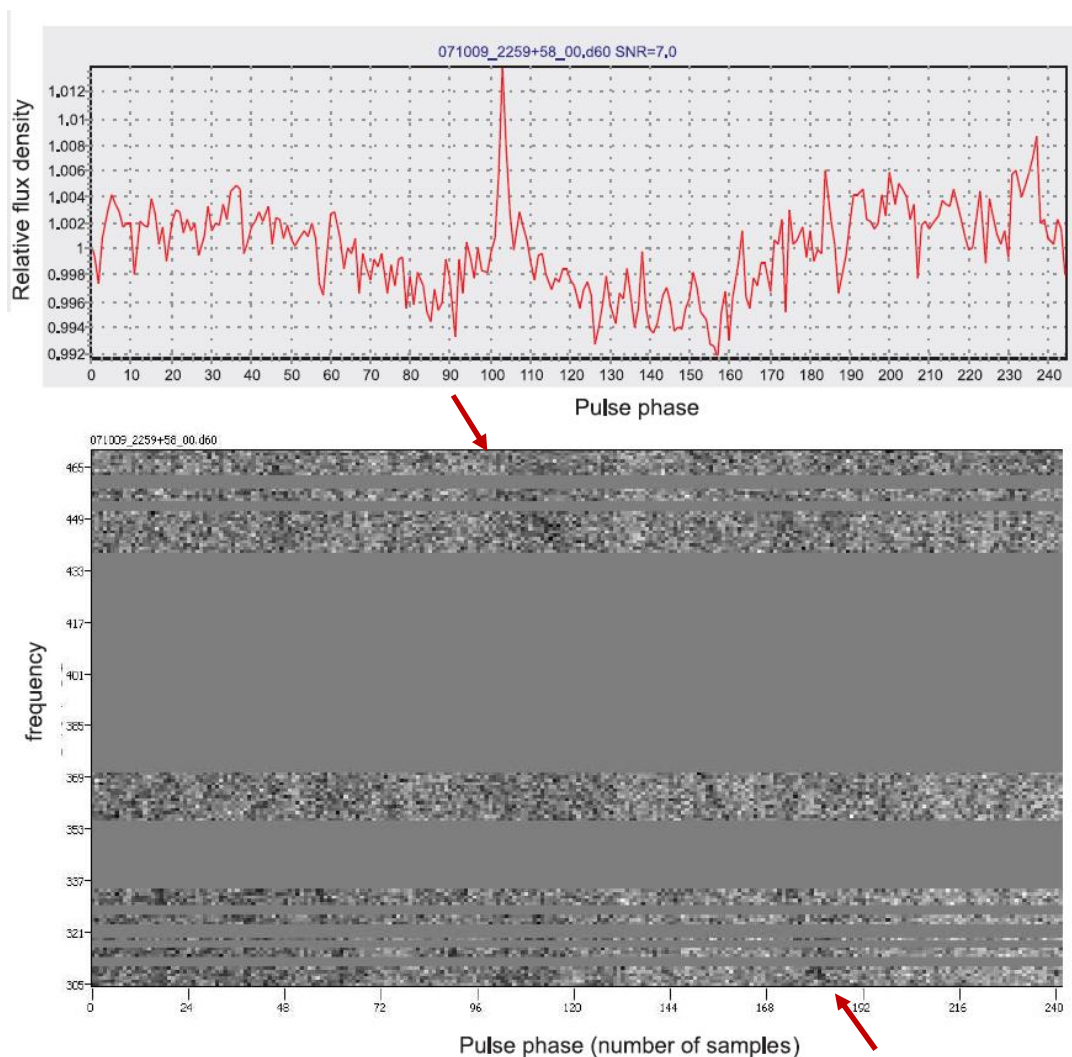 071009_2259+58_00.d60 SNR=7.0
Relative flux density
1.012
1.01
1.008
1.006
1.004
1.002
1
0.998
0.996
0.994
0.992
0 10 20 30 40 50 60 70 80 90 100 110 120 130 140 150 160 170 180 190 200 210 220 230 240
Pulse phase
071009_2259+58_00.d60
frequency
465
449
433
417
401
385
369
353
337
321
305
0 24 48 72 96 120 144 168 192 216 240
Pulse phase (number of samples)